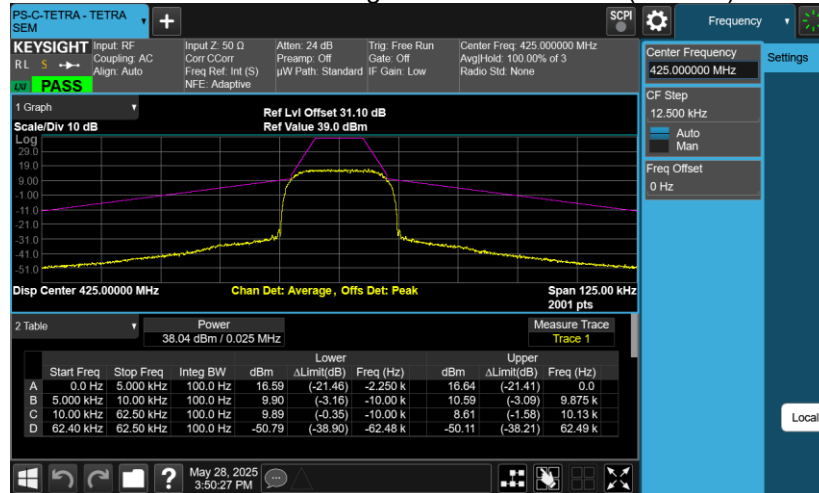 PS-C-TETRA - TETRA
SEM
SCPI
Frequency
KEYSIGHT
RL S
LXI PASS
Input: RF
Coupling: AC
Align: Auto
Input Z: 50 Ω
Corr CCorr
Freq Ref: Int (S)
NFE: Adaptive
Atten: 24 dB
Preamp: Off
µW Path: Standard
Trig: Free Run
Gate: Off
IF Gain: Low
Center Freq: 425.000000 MHz
Avg|Hold: 100.00% of 3
Radio Std: None
Center Frequency
425.000000 MHz
Settings
CF Step
12.500 kHz
Auto
Man
Freq Offset
0 Hz
Local
1 Graph
Scale/Div 10 dB
Ref Lvl Offset 31.10 dB
Ref Value 39.0 dBm
Log
29.0
19.0
9.00
-1.00
-11.0
-21.0
-31.0
-41.0
-51.0
Disp Center 425.00000 MHz
Chan Det: Average, Offs Det: Peak
Span 125.00 kHz
2001 pts
2 Table
Power
38.04 dBm / 0.025 MHz
Measure Trace
Trace 1
Lower Upper
Start Freq Stop Freq Integ BW dBm ΔLimit(dB) Freq (Hz) dBm ΔLimit(dB) Freq (Hz)
A 0.0 Hz 5.000 kHz 100.0 Hz 16.59 (-21.46) -2.250 k 16.64 (-21.41) 0.0
B 5.000 kHz 10.00 kHz 100.0 Hz 9.90 (-3.16) -10.00 k 10.59 (-3.09) 9.875 k
C 10.00 kHz 62.50 kHz 100.0 Hz 9.89 (-0.35) -10.00 k 8.61 (-1.58) 10.13 k
D 62.40 kHz 62.50 kHz 100.0 Hz -50.79 (-38.90) -62.48 k -50.11 (-38.21) 62.49 k
May 28, 2025
3:50:27 PM